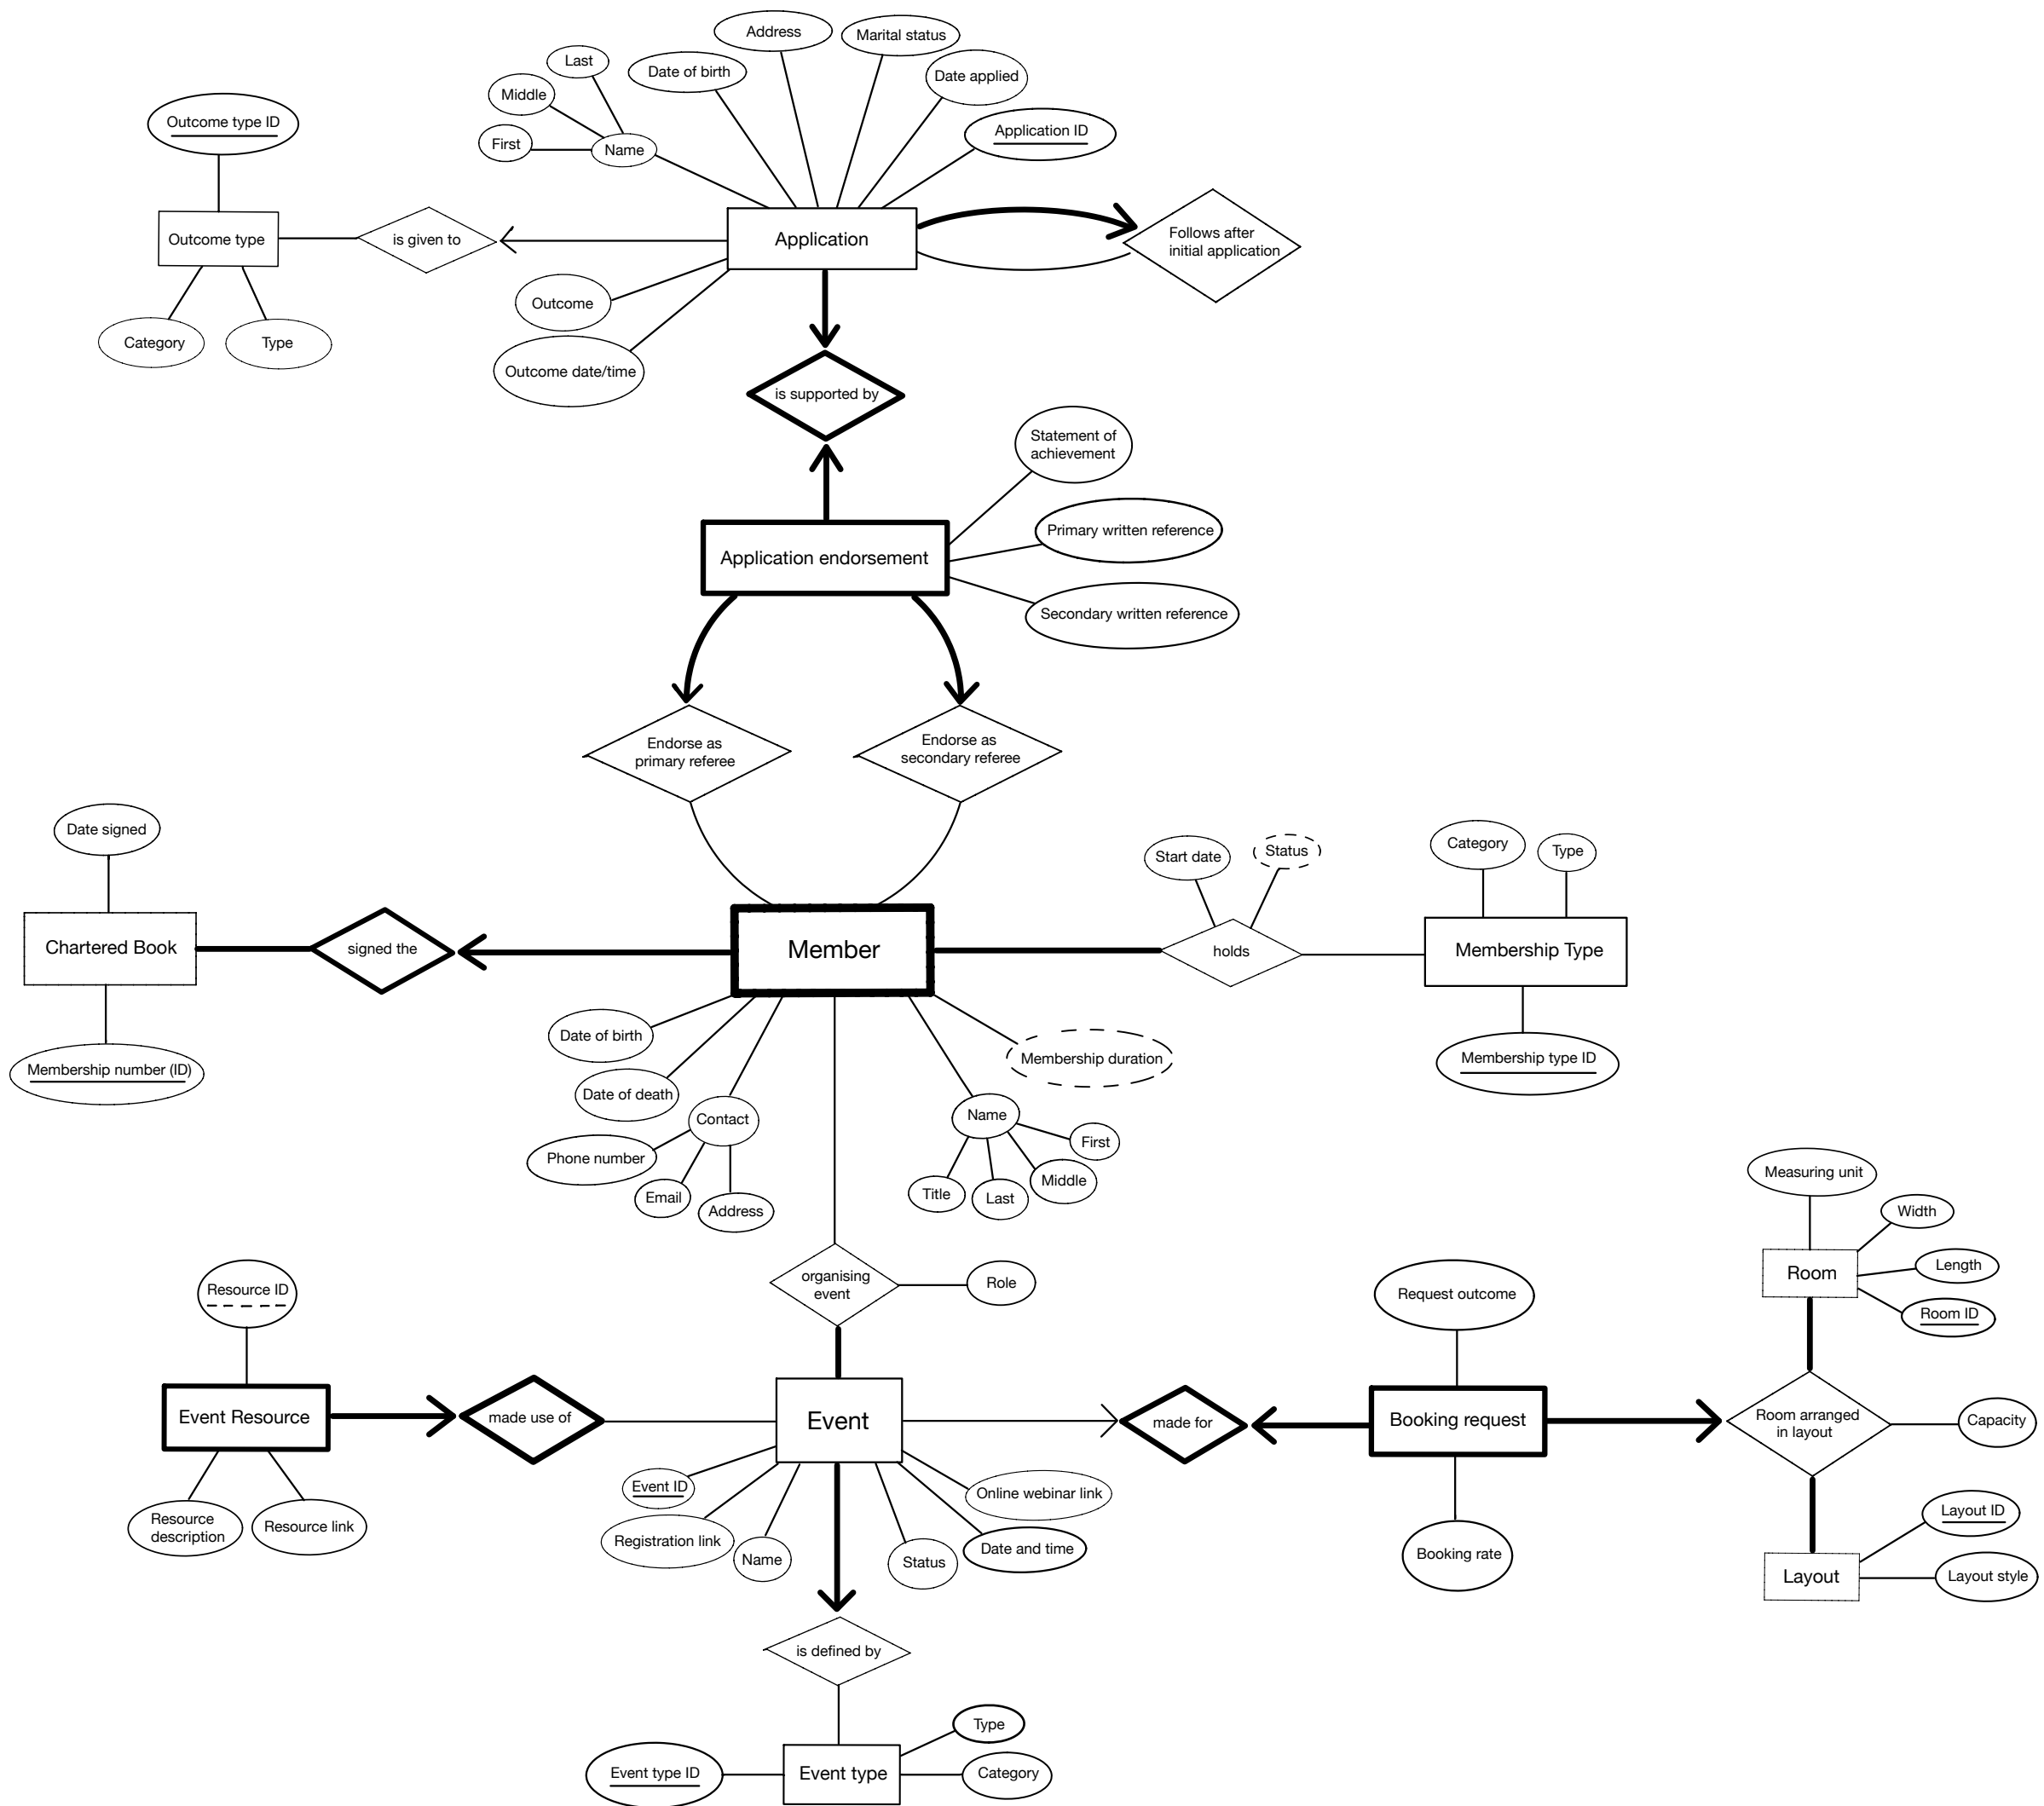 Address
Marital status
Last
Date of birth
Date applied
Middle
Outcome type ID
Application ID
First
Name
Outcome type
is given to
Application
Follows after
initial application
Outcome
Category
Type
Outcome date/time
is supported by
Statement of
achievement
Primary written reference
Application endorsement
Secondary written reference
Endorse as
primary referee
Endorse as
secondary referee
Date signed
Category
Type
Start date
Status
Chartered Book
signed the
Member
holds
Membership Type
Date of birth
Membership duration
Membership type ID
Membership number (ID)
Date of death
Contact
Name
First
Phone number
Email
Address
Title
Last
Middle
Measuring unit
Width
Room
Length
Room ID
organising
event
Role
Resource ID
Request outcome
Event Resource
made use of
Event
made for
Booking request
Room arranged
in layout
Capacity
Event ID
Online webinar link
Resource
description
Resource link
Registration link
Name
Status
Date and time
Booking rate
Layout ID
Layout
Layout style
is defined by
Type
Event type ID
Event type
Category